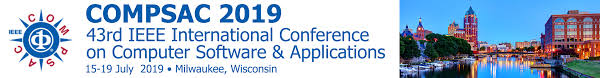 COMPSAC
IEEE
COMPSAC 2019
43rd IEEE International Conference
on Computer Software & Applications
15-19 July 2019 • Milwaukee, Wisconsin